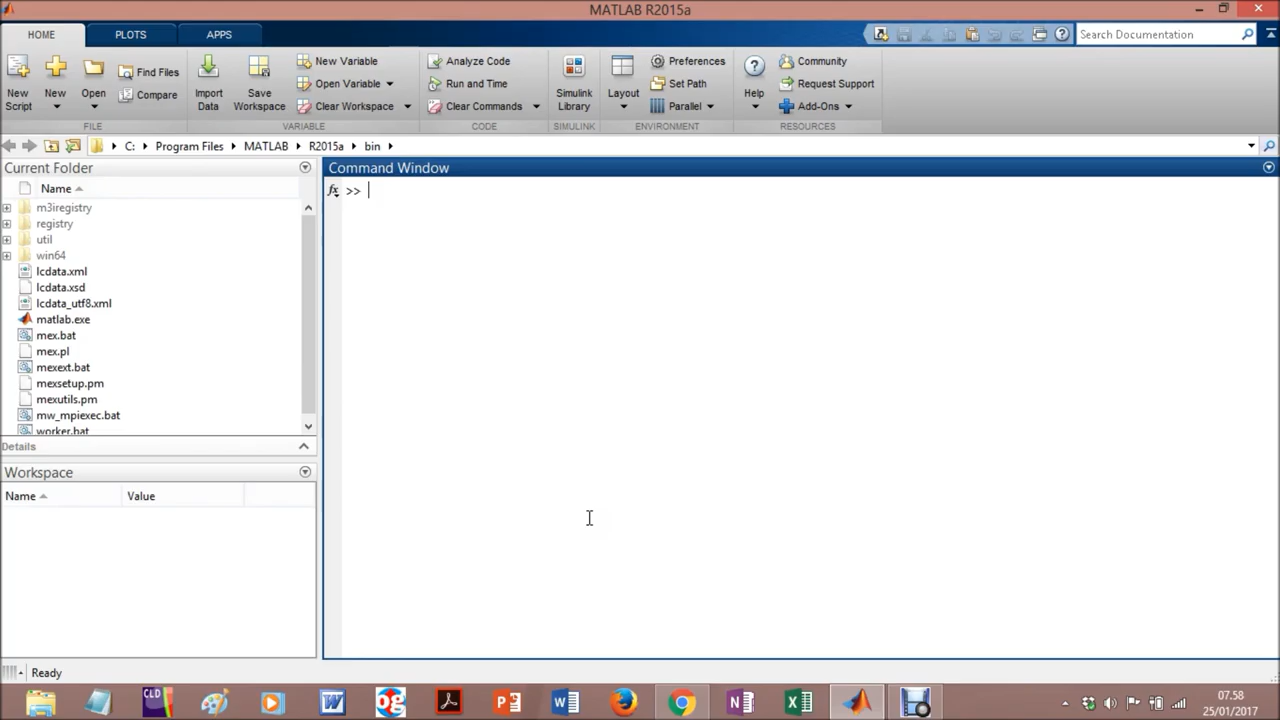 MATLAB R2015a
HOME PLOTS APPS Search Documentation
New Script New Open Find Files Compare Import Data Save Workspace New Variable Open Variable Clear Workspace Analyze Code Run and Time Clear Commands Simulink Library Layout Preferences Set Path Parallel Help Community Request Support Add-Ons
FILE VARIABLE CODE SIMULINK ENVIRONMENT RESOURCES
C: Program Files MATLAB R2015a bin
Current Folder
Name
m3iregistry
registry
util
win64
lcdata.xml
lcdata.xsd
lcdata_utf8.xml
matlab.exe
mex.bat
mex.pl
mexext.bat
mexsetup.pm
mexutils.pm
mw_mpiexec.bat
worker.bat
Details
Workspace
Name Value
Command Window
fx >>
Ready
CLD og
07.58
25/01/2017